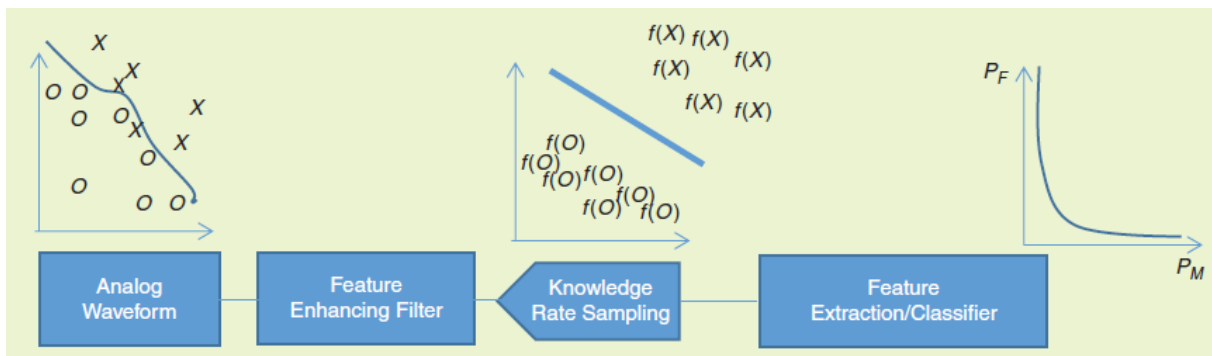 X
X
X
O O
X
O O
X
X
O
O
O O
f(X) f(X)
f(X)
f(X)
f(X) f(X)
f(O)
f(O)
f(O) f(O)
f(O)
f(O) f(O)
P_F
P_M
Analog
Waveform
Feature
Enhancing Filter
Knowledge
Rate Sampling
Feature
Extraction/Classifier